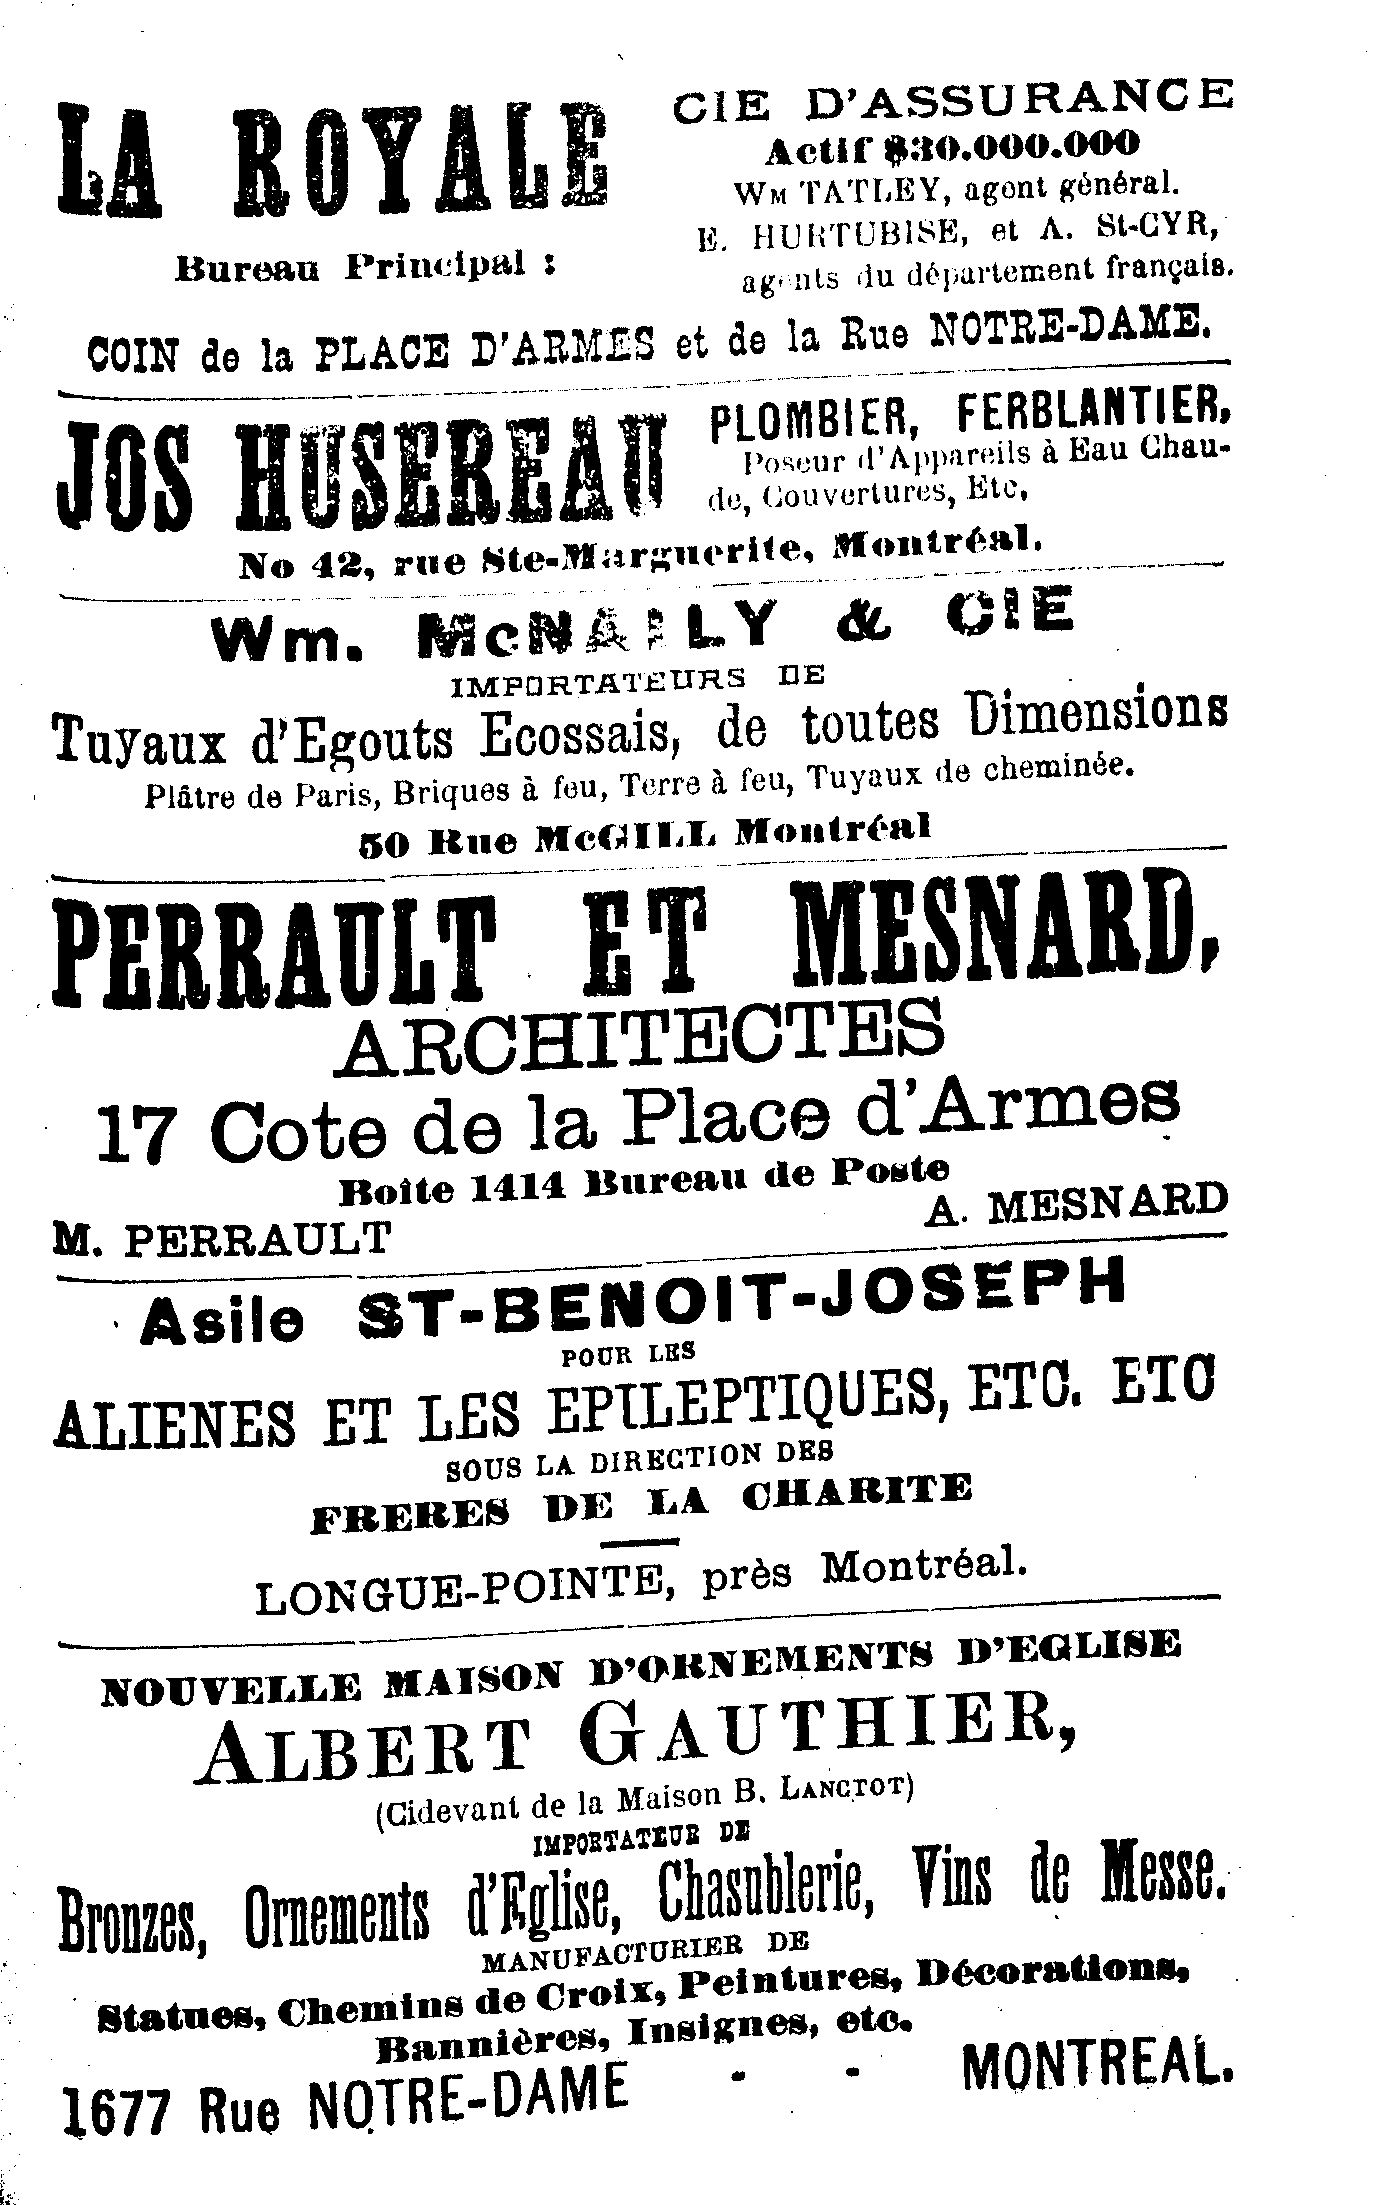 LA ROYALE
CIE D'ASSURANCE
Actif $30.000.000
WM TATLEY, agent général.
E. HURTUBISE, et A. St-CYR,
agents du département français.
Bureau Principal :
COIN de la PLACE D'ARMES et de la Rue NOTRE-DAME.
JOS HUSEREAU
PLOMBIER, FERBLANTIER,
Poseur d'Appareils à Eau Chau-
de, Couvertures, Etc,
No 42, rue Ste-Marguerite, Montréal.
Wm. McNAILY & CIE
IMPORTATEURS DE
Tuyaux d'Egouts Ecossais, de toutes Dimensions
Plâtre de Paris, Briques à feu, Terre à feu, Tuyaux de cheminée.
50 Rue McGILL Montréal
PERRAULT ET MESNARD,
ARCHITECTES
17 Cote de la Place d'Armes
Boîte 1414 Bureau de Poste
M. PERRAULT A. MESNARD
Asile ST-BENOIT-JOSEPH
POUR LES
ALIENES ET LES EPILEPTIQUES, ETC. ETC
SOUS LA DIRECTION DES
FRERES DE LA CHARITE
LONGUE-POINTE, près Montréal.
NOUVELLE MAISON D'ORNEMENTS D'EGLISE
ALBERT GAUTHIER,
(Cidevant de la Maison B. LANCTOT)
IMPORTATEUR DE
Bronzes, Ornements d'Eglise, Chasublerie, Vins de Messe.
MANUFACTURIER DE
Statues, Chemins de Croix, Peintures, Décorations,
Bannières, Insignes, etc.
1677 Rue NOTRE-DAME - - MONTREAL.